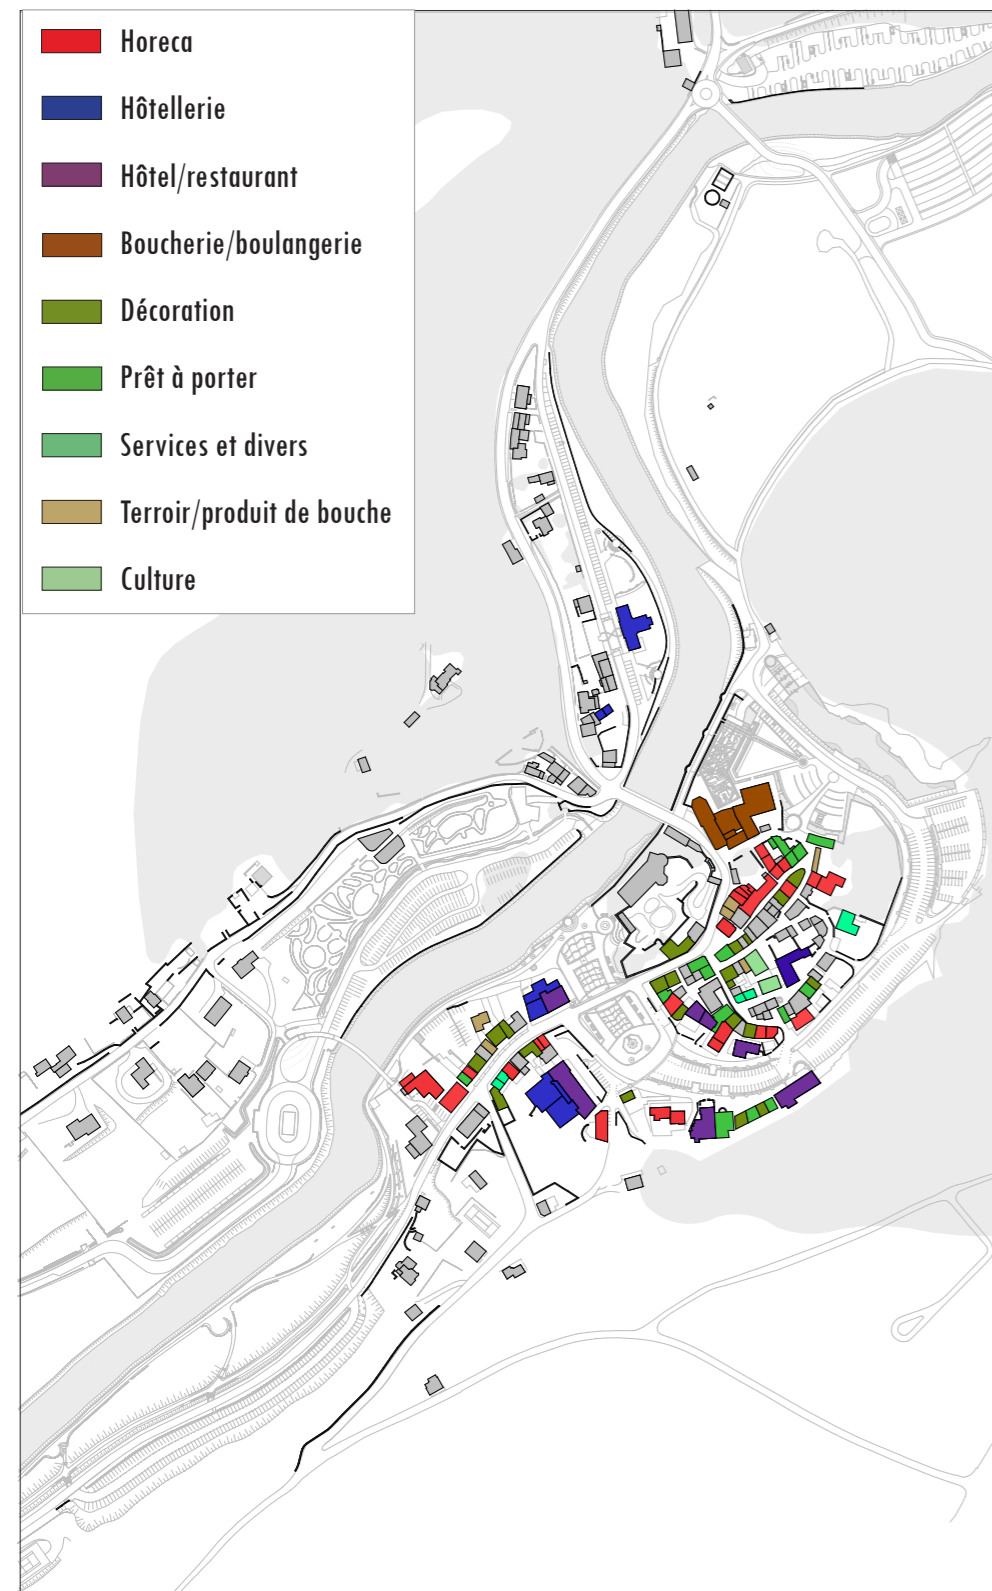 Horeca
Hôtellerie
Hôtel/restaurant
Boucherie/boulangerie
Décoration
Prêt à porter
Services et divers
Terroir/produit de bouche
Culture